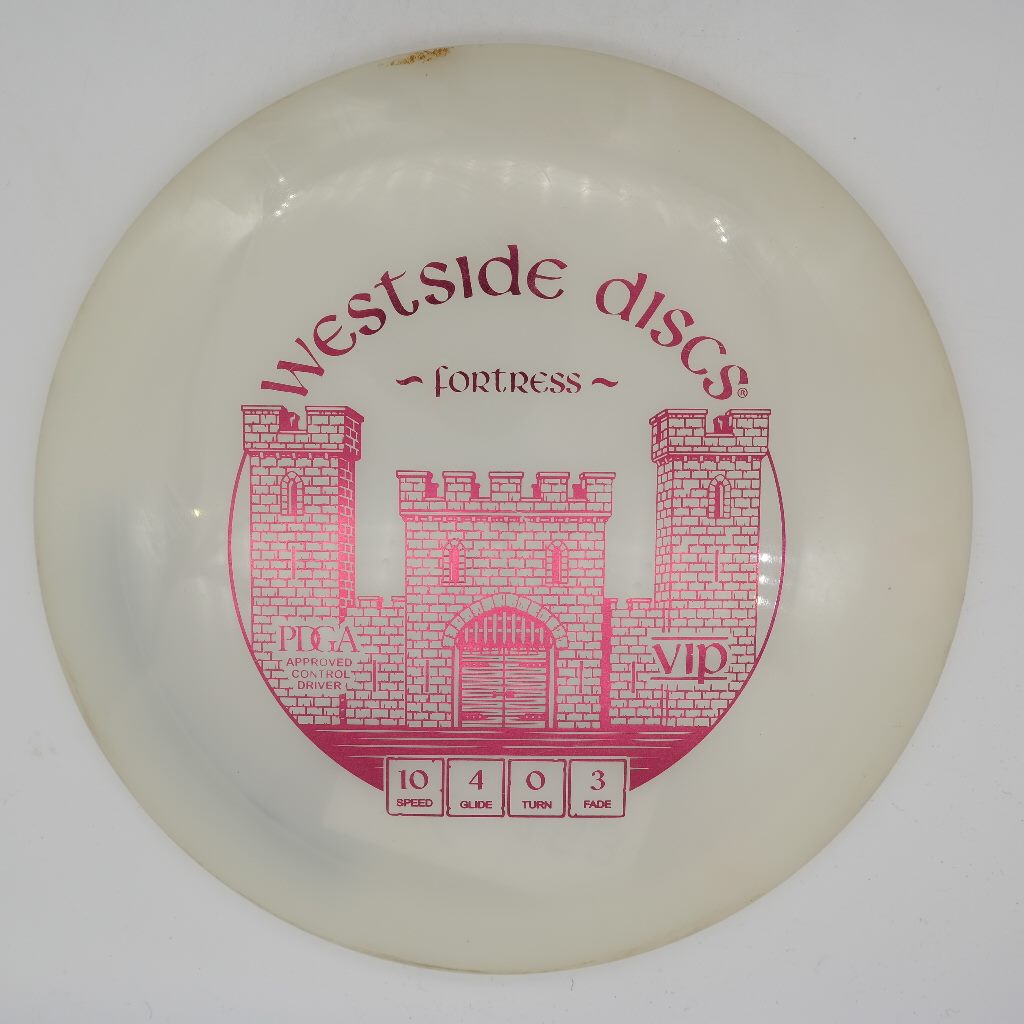 westside discs®
~ fortress ~
PDGA
APPROVED
CONTROL
DRIVER
VIP
10 4 0 3
SPEED GLIDE TURN FADE